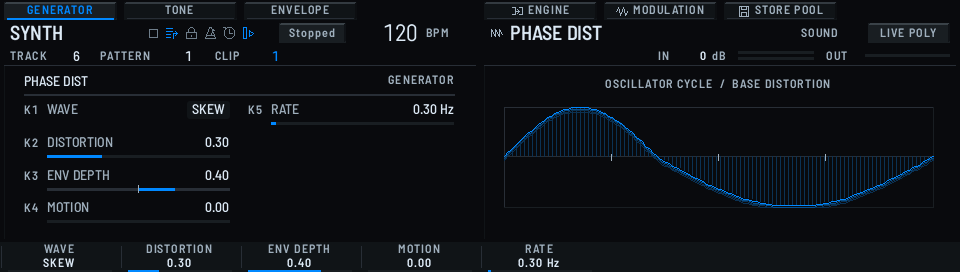 GENERATOR TONE ENVELOPE ENGINE MODULATION STORE POOL
SYNTH Stopped 120 BPM PHASE DIST SOUND LIVE POLY
TRACK 6 PATTERN 1 CLIP 1 IN 0 dB OUT
PHASE DIST GENERATOR OSCILLATOR CYCLE / BASE DISTORTION
K1 WAVE SKEW K5 RATE 0.30 Hz
K2 DISTORTION 0.30
K3 ENV DEPTH 0.40
K4 MOTION 0.00
WAVE DISTORTION ENV DEPTH MOTION RATE
SKEW 0.30 0.40 0.00 0.30 Hz